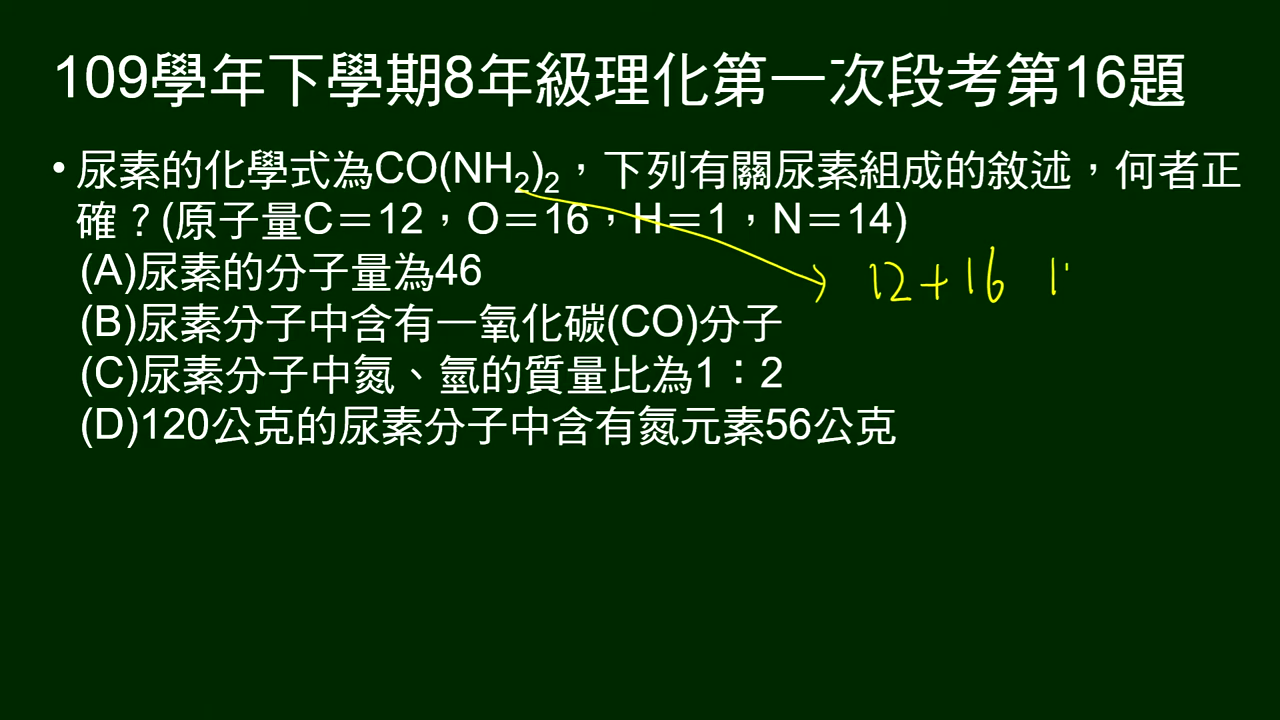 109學年下學期8年級理化第一次段考第16題
• 尿素的化學式為CO(NH₂)₂，下列有關尿素組成的敘述，何者正
確？(原子量C＝12，O＝16，H＝1，N＝14)
(A)尿素的分子量為46
(B)尿素分子中含有一氧化碳(CO)分子
(C)尿素分子中氮、氫的質量比為1：2
(D)120公克的尿素分子中含有氮元素56公克
12+16